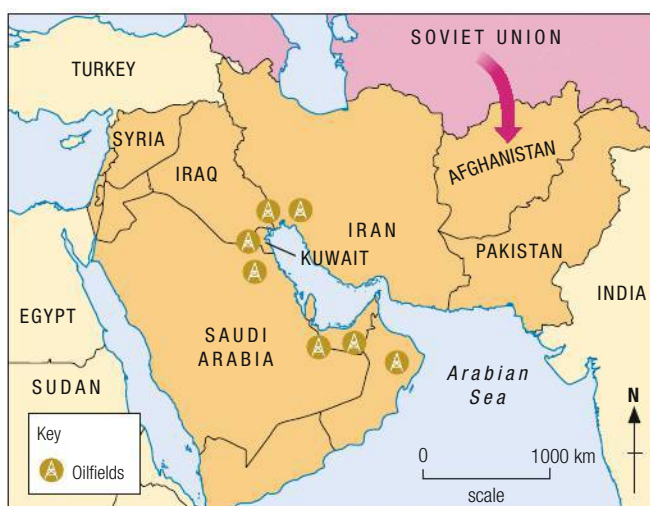 SOVIET UNION
TURKEY
SYRIA
AFGHANISTAN
IRAQ
IRAN
KUWAIT
PAKISTAN
INDIA
EGYPT
SAUDI
ARABIA
Arabian
Sea
SUDAN
N
Key
Oilfields
0 1000 km
scale